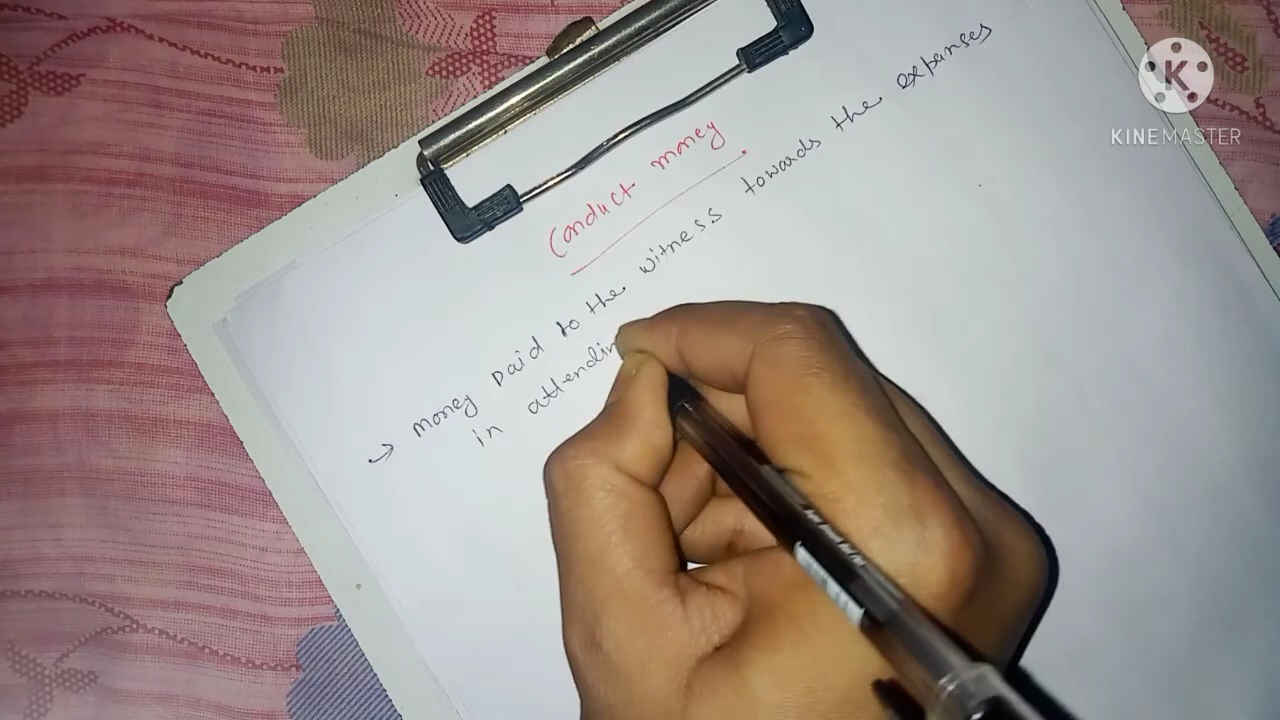 Conduct money
→ Money paid to the witness towards the expenses
in attendin
KINEMASTER